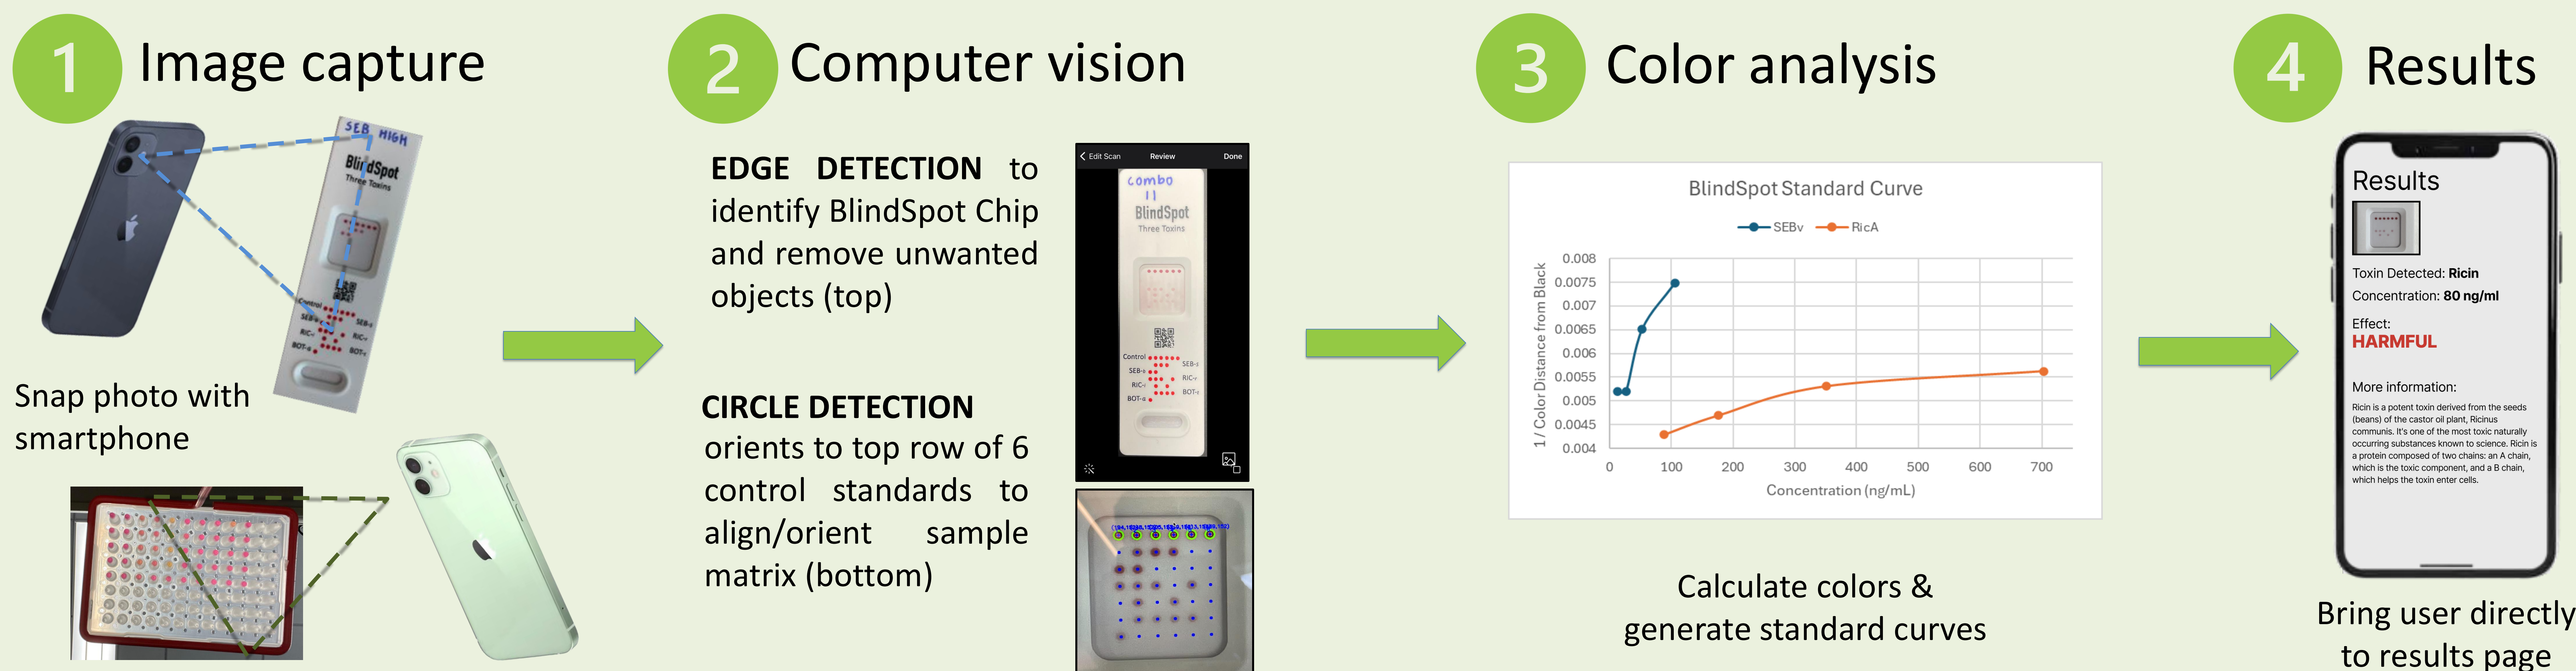 1 Image capture
SEB HIGH
BlindSpot
Three Toxins
Control
SEB-s
RIC-r
RIC-r
BOT-s
BOT-r
Snap photo with
smartphone
2 Computer vision
EDGE DETECTION to
identify BlindSpot Chip
and remove unwanted
objects (top)
CIRCLE DETECTION
orients to top row of 6
control standards to
align/orient sample
matrix (bottom)
Edit Scan Review Done
combo
11
BlindSpot
Three Toxins
Control
SEB-s
RIC-r
BOT-s
3 Color analysis
BlindSpot Standard Curve
SEBv RicA
1 / Color Distance from Black
0.008
0.0075
0.007
0.0065
0.006
0.0055
0.005
0.0045
0.004
0 100 200 300 400 500 600 700
Concentration (ng/mL)
Calculate colors &
generate standard curves
4 Results
Results
Toxin Detected: Ricin
Concentration: 80 ng/ml
Effect:
HARMFUL
More information:
Ricin is a potent toxin derived from the seeds
(beans) of the castor oil plant, Ricinus
communis. It's one of the most toxic naturally
occurring substances known to science. Ricin is
a protein composed of two chains: an A chain,
which is the toxic component, and a B chain,
which helps the toxin enter cells.
Bring user directly
to results page